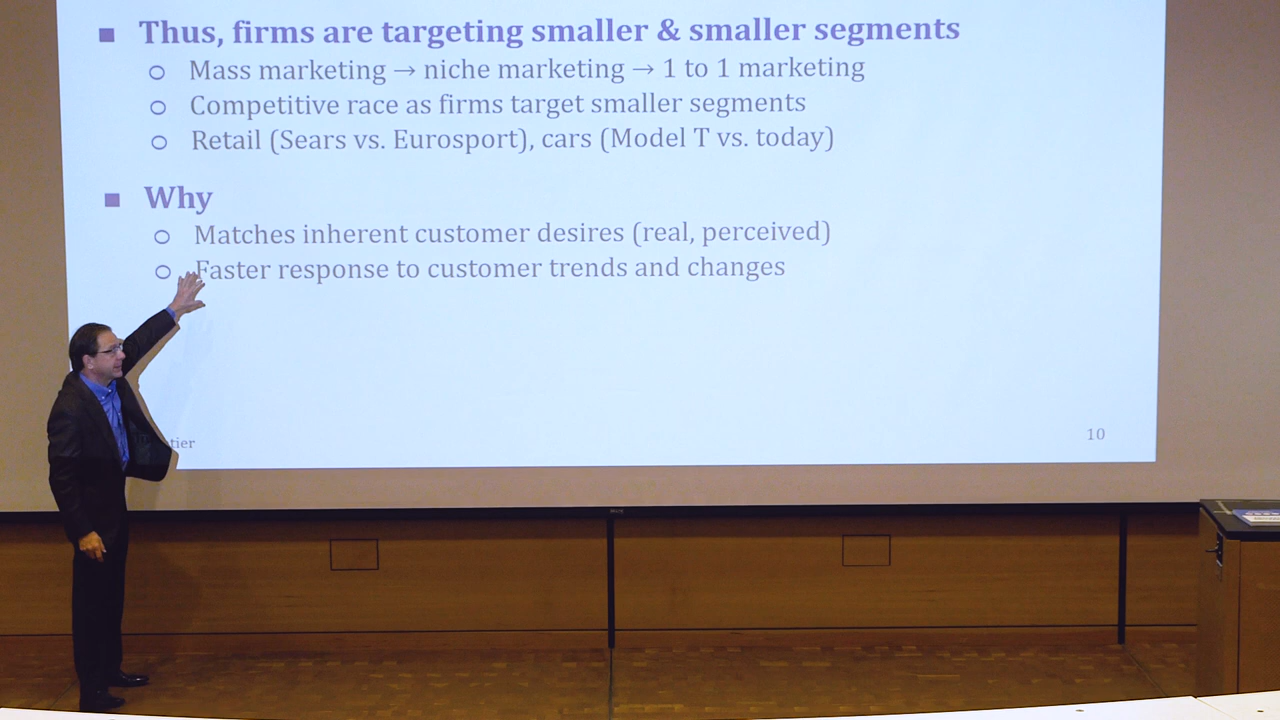 ■ Thus, firms are targeting smaller & smaller segments
○ Mass marketing → niche marketing → 1 to 1 marketing
○ Competitive race as firms target smaller segments
○ Retail (Sears vs. Eurosport), cars (Model T vs. today)
■ Why
○ Matches inherent customer desires (real, perceived)
○ Faster response to customer trends and changes
10